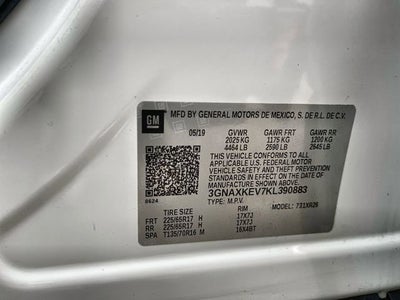 GM
MFD BY GENERAL MOTORS DE MEXICO, S. DE R.L. DE C.V.
05/19 GVWR GAWR FRT GAWR RR
2025 KG 1175 KG 1200 KG
4464 LB 2590 LB 2645 LB
THIS VEHICLE CONFORMS TO ALL
APPLICABLE U.S. FEDERAL MOTOR
VEHICLE SAFETY AND THEFT PREVENTION
STANDARDS IN EFFECT ON THE DATE OF
MANUFACTURE SHOWN ABOVE.
3GNAXKEV7KL390883
8624 TYPE: M.P.V. 731XR26
TIRE SIZE RIM
FRT 225/65R17 H 17X7J
RR 225/65R17 H 17X7J
SPA T135/70R16 M 16X4BT